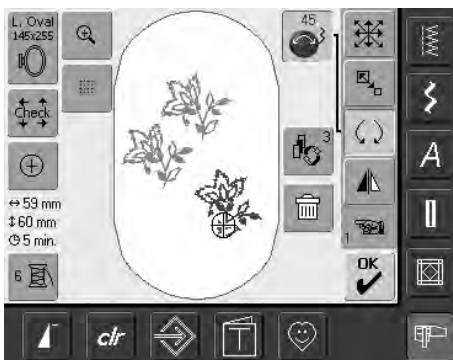 L. Oval
145x255
45
Check
3
59 mm
60 mm
1
5 min.
OK
6
A
clr
T